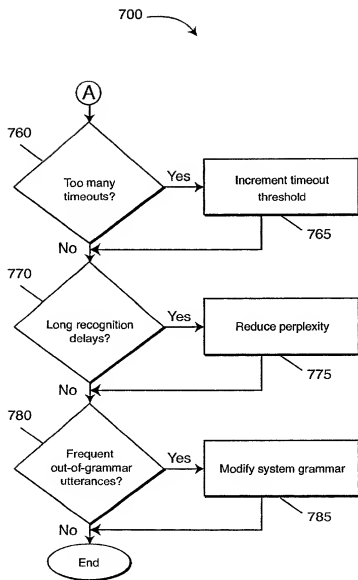 700
A
760
Too many
timeouts?
Yes
Increment timeout
threshold
765
No
770
Long recognition
delays?
Yes
Reduce perplexity
775
No
780
Frequent
out-of-grammar
utterances?
Yes
Modify system grammar
785
No
End